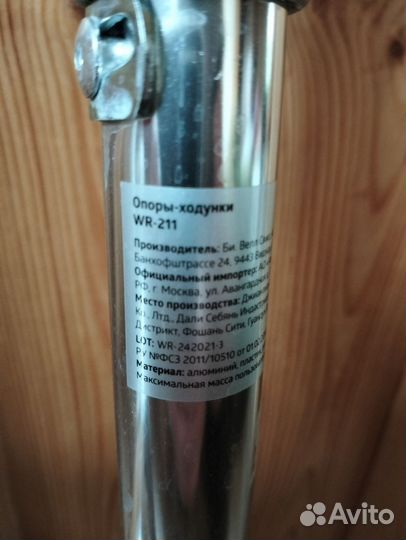 Опоры-ходунки
WR-211
Производитель: Би. Велл
Банхофштрассе 24, 9443
Официальный импортер:
РФ, г. Москва, ул. Авангардная
Место производства:
Ко., Лтд., Дали Себянь
Дистрикт, Фошань Сити,
LOT: WR-242021-3
РУ №ФСЗ 2011/10510 от 01.
Материал: алюминий,
Максимальная масса
Avito